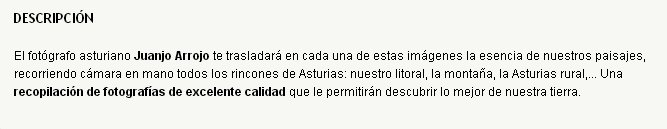 DESCRIPCIÓN
El fotógrafo asturiano Juanjo Arrojo te trasladará en cada una de estas imágenes la esencia de nuestros paisajes,
recorriendo cámara en mano todos los rincones de Asturias: nuestro litoral, la montaña, la Asturias rural,... Una
recopilación de fotografías de excelente calidad que le permitirán descubrir lo mejor de nuestra tierra.